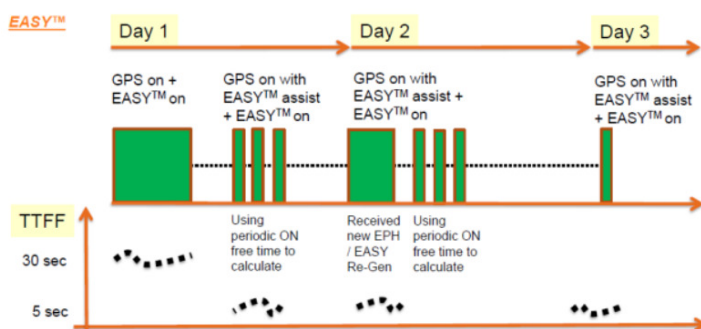 EASY™
Day 1
Day 2
Day 3
GPS on +
EASY™ on
GPS on with
EASY™ assist
+ EASY™ on
GPS on with
EASY™ assist +
EASY™ on
GPS on with
EASY™ assist
+ EASY™ on
TTFF
Using
periodic ON
free time to
calculate
Received
new EPH
/ EASY
Re-Gen
Using
periodic ON
free time to
calculate
30 sec
5 sec